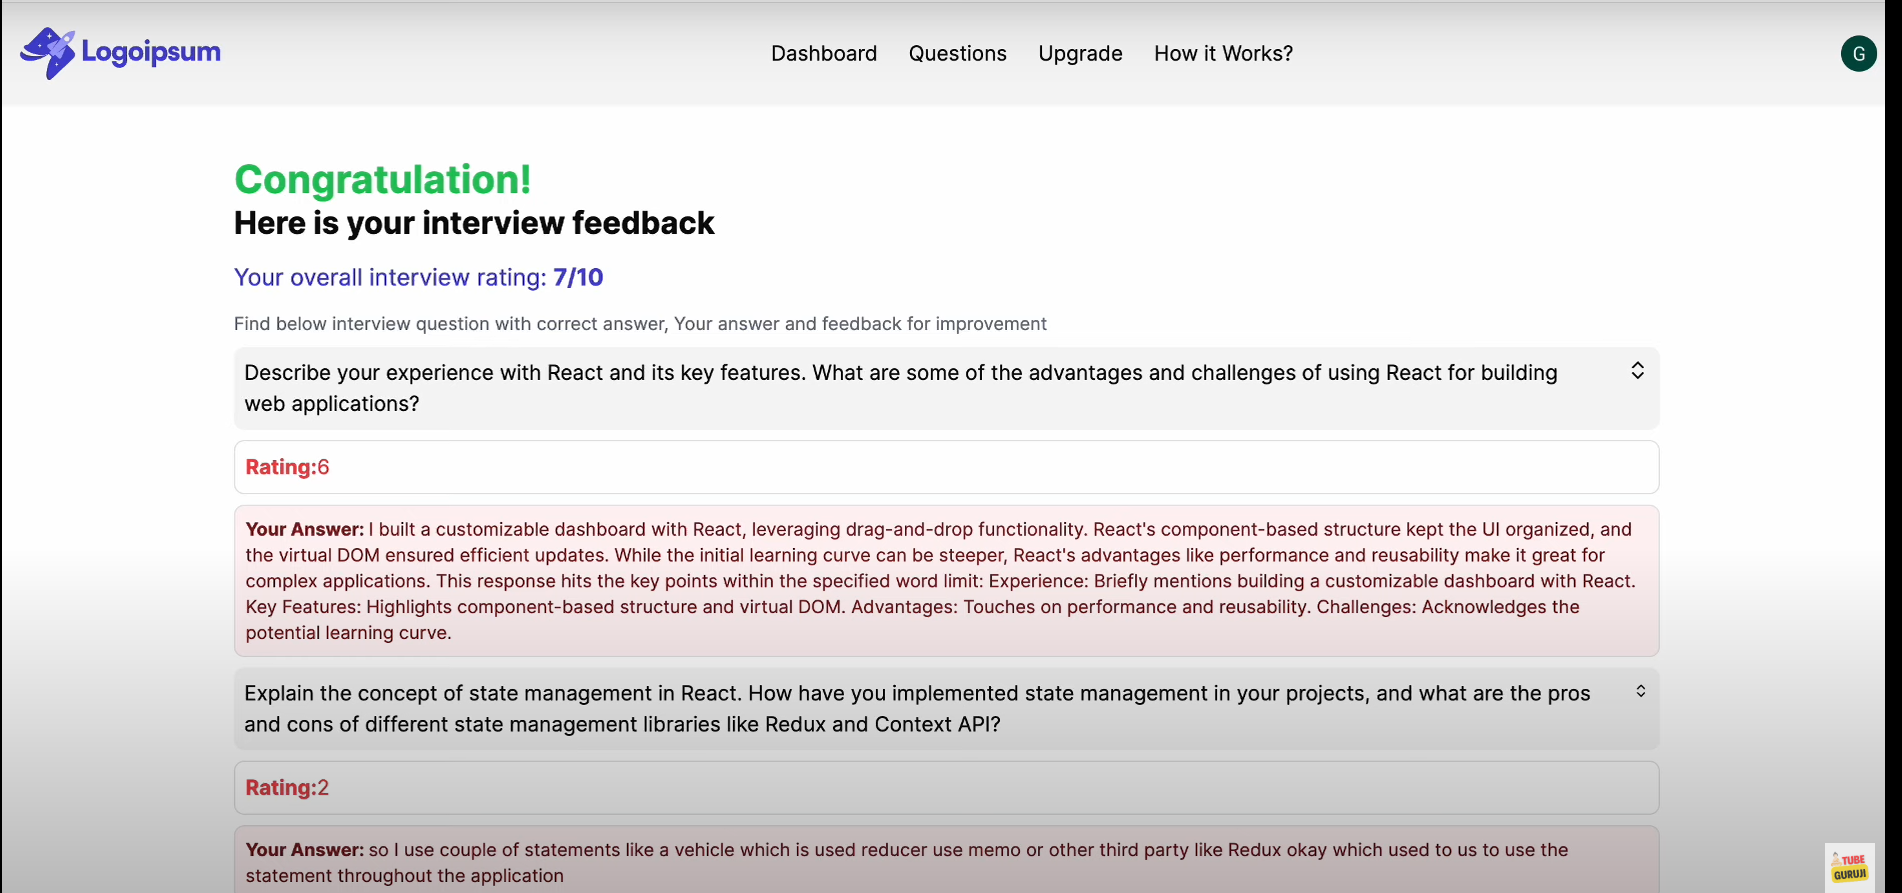 Logoipsum
Dashboard Questions Upgrade How it Works?
G
Congratulation!
Here is your interview feedback
Your overall interview rating: 7/10
Find below interview question with correct answer, Your answer and feedback for improvement
Describe your experience with React and its key features. What are some of the advantages and challenges of using React for building
web applications?
Rating:6
Your Answer: I built a customizable dashboard with React, leveraging drag-and-drop functionality. React's component-based structure kept the UI organized, and
the virtual DOM ensured efficient updates. While the initial learning curve can be steeper, React's advantages like performance and reusability make it great for
complex applications. This response hits the key points within the specified word limit: Experience: Briefly mentions building a customizable dashboard with React.
Key Features: Highlights component-based structure and virtual DOM. Advantages: Touches on performance and reusability. Challenges: Acknowledges the
potential learning curve.
Explain the concept of state management in React. How have you implemented state management in your projects, and what are the pros
and cons of different state management libraries like Redux and Context API?
Rating:2
Your Answer: so I use couple of statements like a vehicle which is used reducer use memo or other third party like Redux okay which used to us to use the
statement throughout the application
TUBE
GURUJI